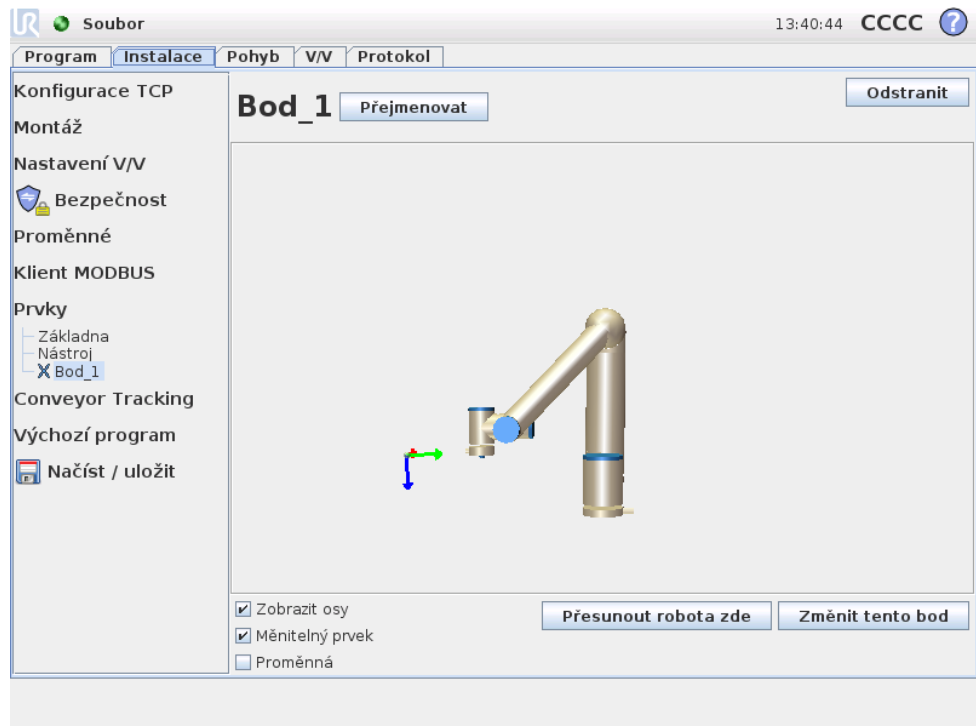 UR Soubor 13:40:44 CCCC ?
Program Instalace Pohyb V/V Protokol
Konfigurace TCP
Montáž
Nastavení V/V
Bezpečnost
Proměnné
Klient MODBUS
Prvky
Základna
Nástroj
Bod_1
Conveyor Tracking
Výchozí program
Načíst / uložit
Bod_1 Přejmenovat Odstranit
Zobrazit osy
Měnitelný prvek
Proměnná
Přesunout robota zde Změnit tento bod